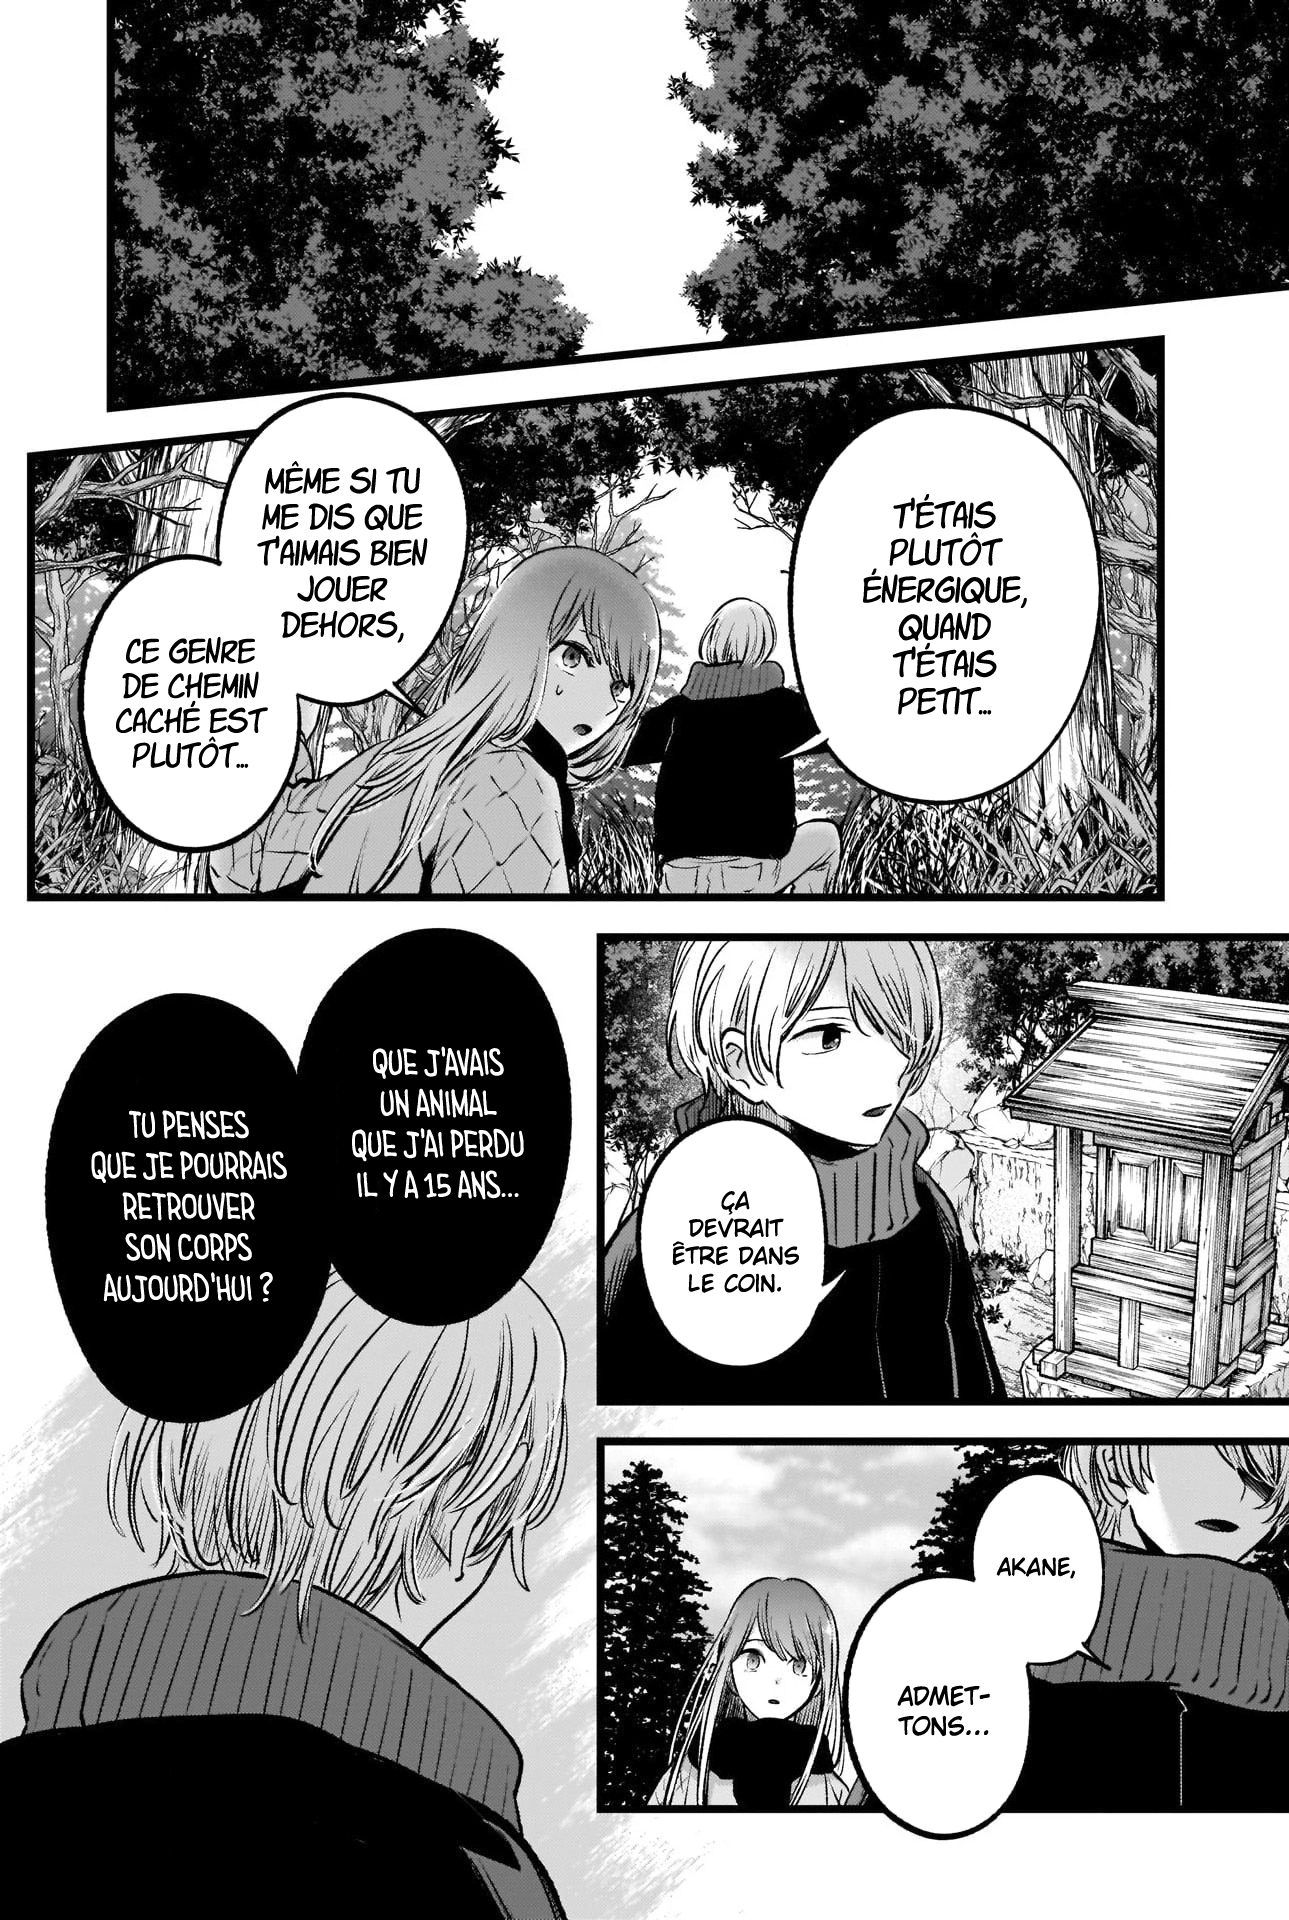 T'ÉTAIS
PLUTÔT
ÉNERGIQUE,
QUAND
T'ÉTAIS
PETIT...
MÊME SI TU
ME DIS QUE
T'AIMAIS BIEN
JOUER
DEHORS,
CE GENRE
DE CHEMIN
CACHÉ EST
PLUTÔT...
ÇA
DEVRAIT
ÊTRE DANS
LE COIN.
AKANE,
ADMET-
TONS...
QUE J'AVAIS
UN ANIMAL
QUE J'AI PERDU
IL Y A 15 ANS...
TU PENSES
QUE JE POURRAIS
RETROUVER
SON CORPS
AUJOURD'HUI ?